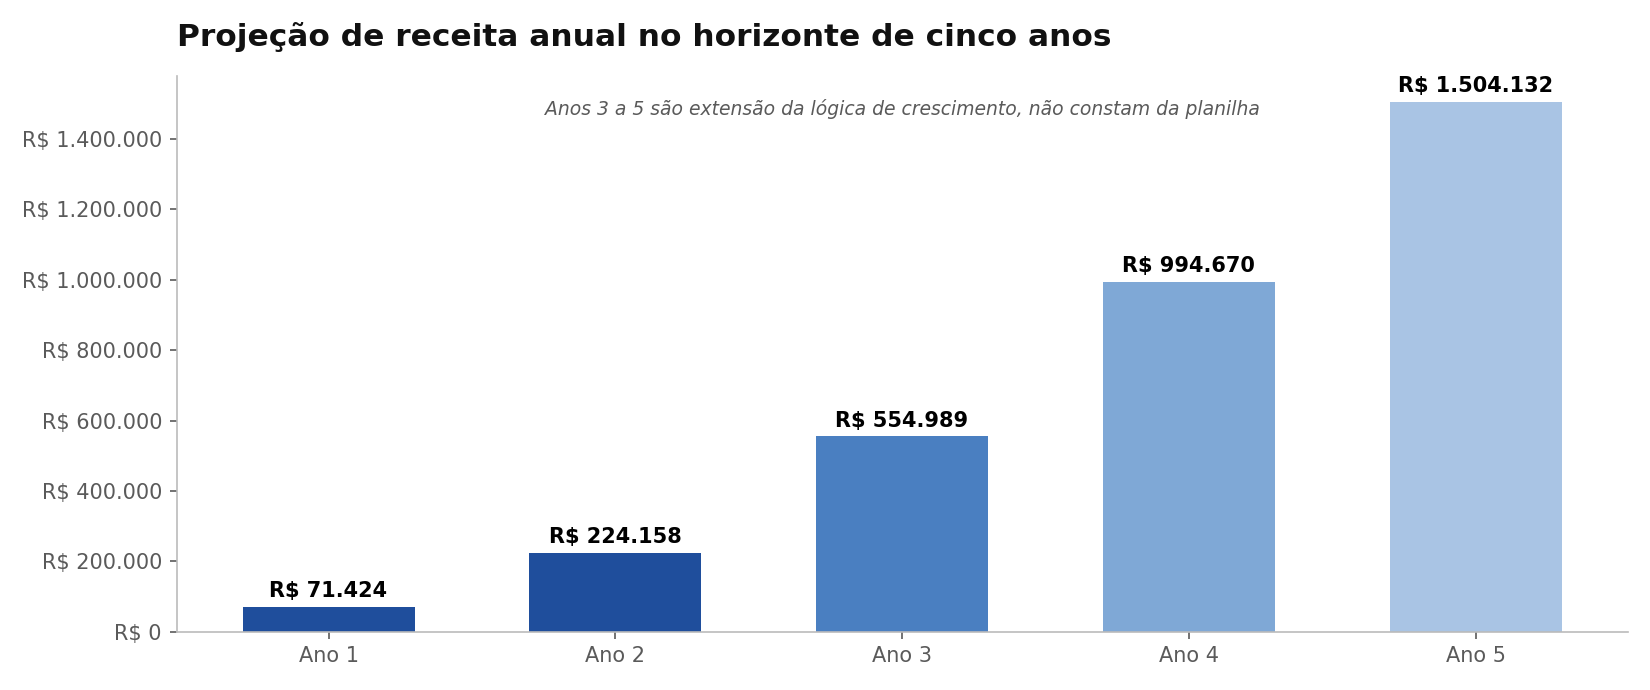 Projeção de receita anual no horizonte de cinco anos
R$ 1.504.132
Anos 3 a 5 são extensão da lógica de crescimento, não constam da planilha
R$ 1.400.000
R$ 1.200.000
R$ 994.670
R$ 1.000.000
R$ 800.000
R$ 554.989
R$ 600.000
R$ 400.000
R$ 224.158
R$ 200.000
R$ 71.424
R$ 0
Ano 1 Ano 2 Ano 3 Ano 4 Ano 5